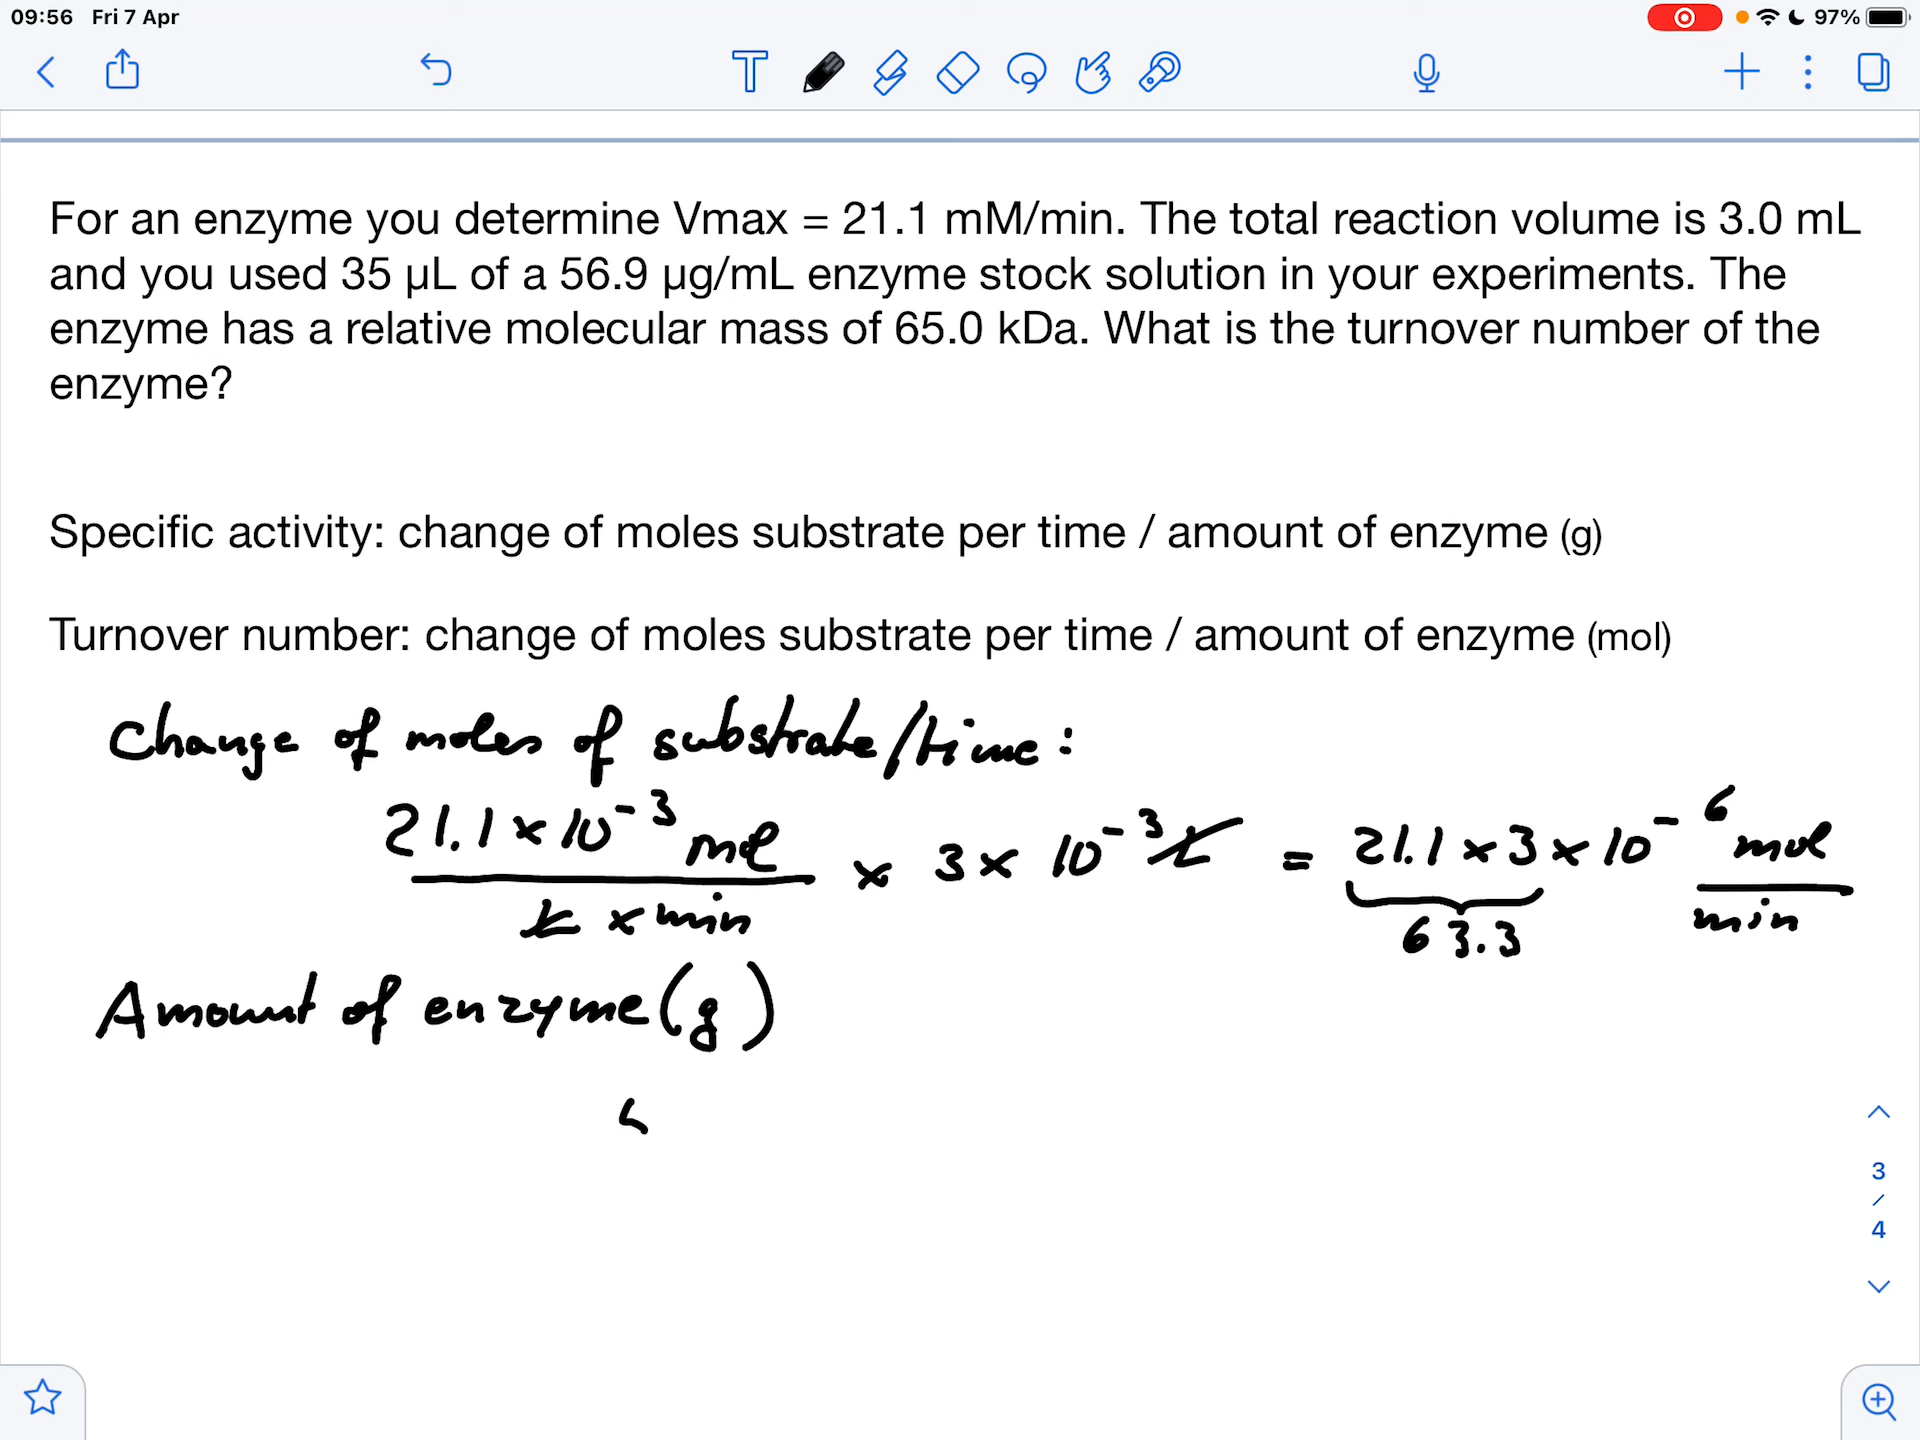 09:56 Fri 7 Apr
97%
For an enzyme you determine Vmax = 21.1 mM/min. The total reaction volume is 3.0 mL
and you used 35 µL of a 56.9 µg/mL enzyme stock solution in your experiments. The
enzyme has a relative molecular mass of 65.0 kDa. What is the turnover number of the
enzyme?
Specific activity: change of moles substrate per time / amount of enzyme (g)
Turnover number: change of moles substrate per time / amount of enzyme (mol)
Change of moles of substrate/time:
21.1 x 10⁻³ mol x 3 x 10⁻³ L = 21.1 x 3 x 10⁻⁶ mol
L x min
63.3
min
Amount of enzyme (g)
3
/
4